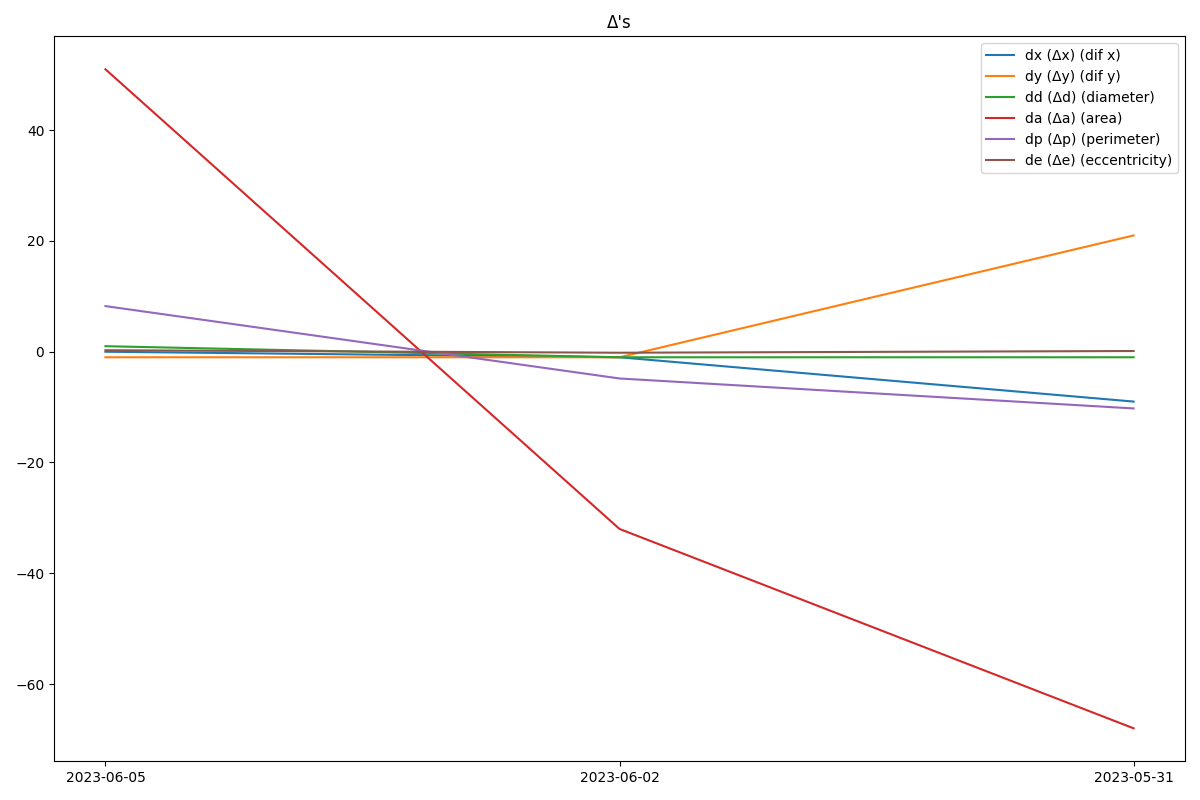 Δ's
dx (Δx) (dif x)
dy (Δy) (dif y)
dd (Δd) (diameter)
da (Δa) (area)
dp (Δp) (perimeter)
de (Δe) (eccentricity)
40
20
0
−20
−40
−60
2023-06-05 2023-06-02 2023-05-31